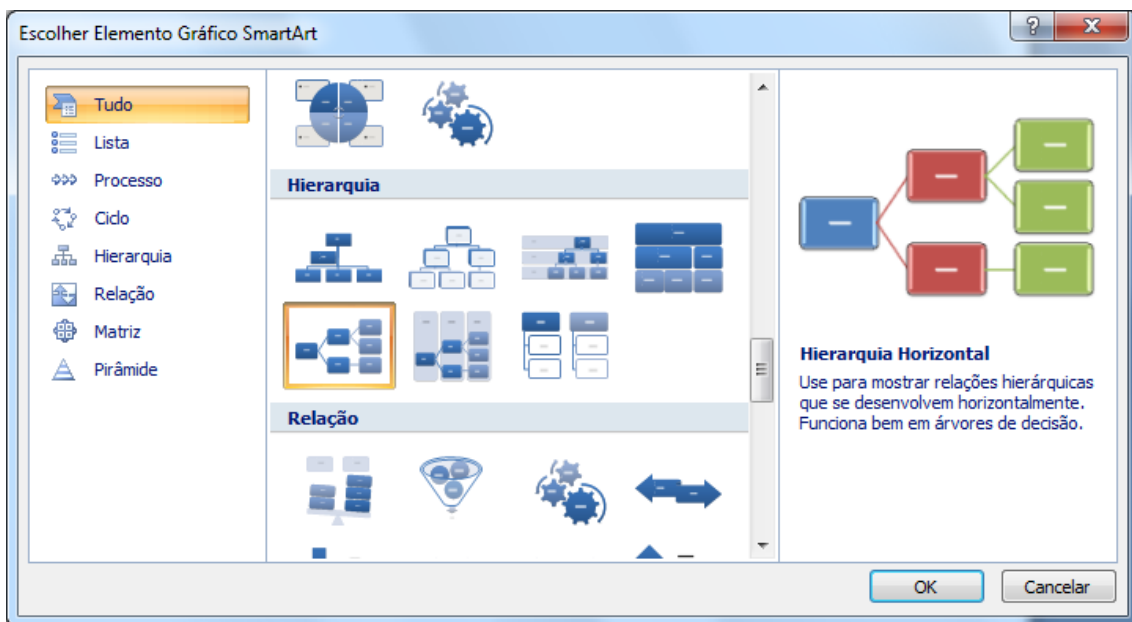 Escolher Elemento Gráfico SmartArt
Tudo
Lista
Processo
Ciclo
Hierarquia
Relação
Matriz
Pirâmide
Hierarquia
Relação
Hierarquia Horizontal
Use para mostrar relações hierárquicas
que se desenvolvem horizontalmente.
Funciona bem em árvores de decisão.
OK
Cancelar